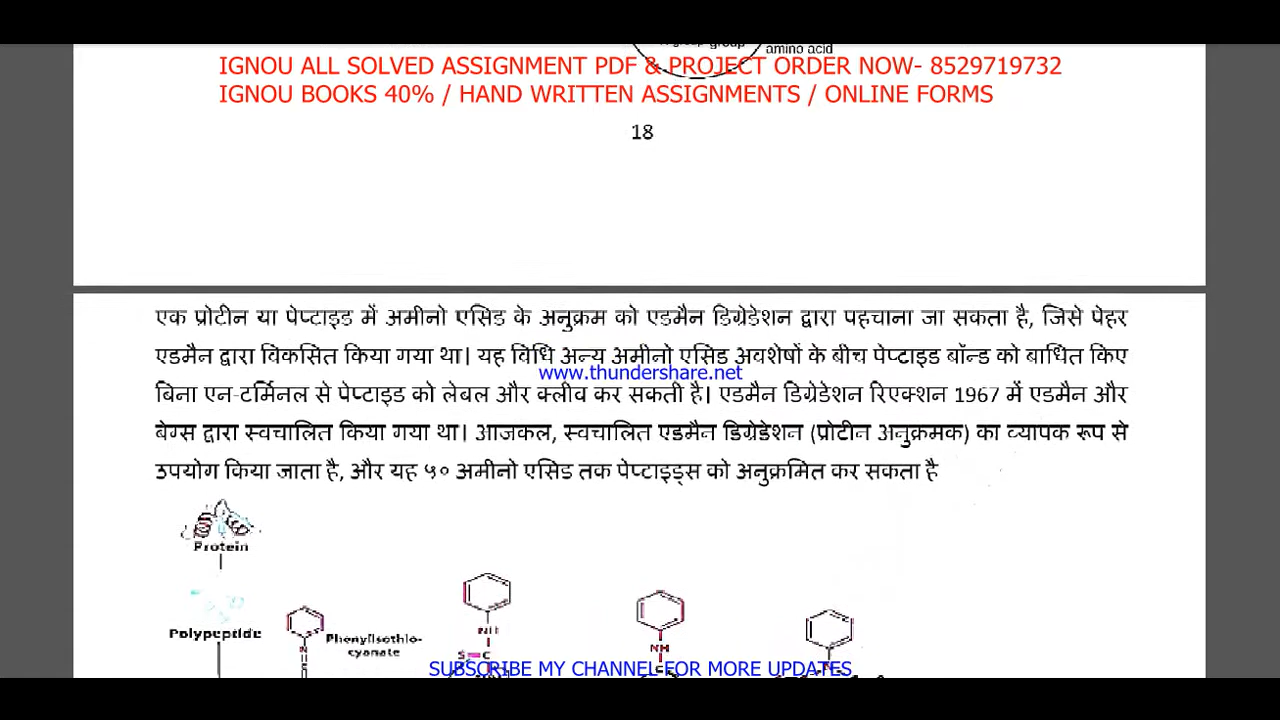 amino acid
IGNOU ALL SOLVED ASSIGNMENT PDF & PROJECT ORDER NOW- 8529719732
IGNOU BOOKS 40% / HAND WRITTEN ASSIGNMENTS / ONLINE FORMS
18
एक प्रोटीन या पेप्टाइड में अमीनो एसिड के अनुक्रम को एडमैन डिग्रेडेशन द्वारा पहचाना जा सकता है, जिसे पेहर
एडमैन द्वारा विकसित किया गया था। यह विधि अन्य अमीनो एसिड अवशेषों के बीच पेप्टाइड बॉन्ड को बाधित किए
www.thundershare.net
बिना एन-टर्मिनल से पेप्टाइड को लेबल और क्लीव कर सकती है। एडमैन डिग्रेडेशन रिएक्शन 1967 में एडमैन और
बेग्स द्वारा स्वचालित किया गया था। आजकल, स्वचालित एडमैन डिग्रेडेशन (प्रोटीन अनुक्रमक) का व्यापक रूप से
उपयोग किया जाता है, और यह ५० अमीनो एसिड तक पेप्टाइड्स को अनुक्रमित कर सकता है
Protein
Polypeptide
Phenylisothio-
cyanate
N
NH
S=C
NH
SUBSCRIBE MY CHANNEL FOR MORE UPDATES